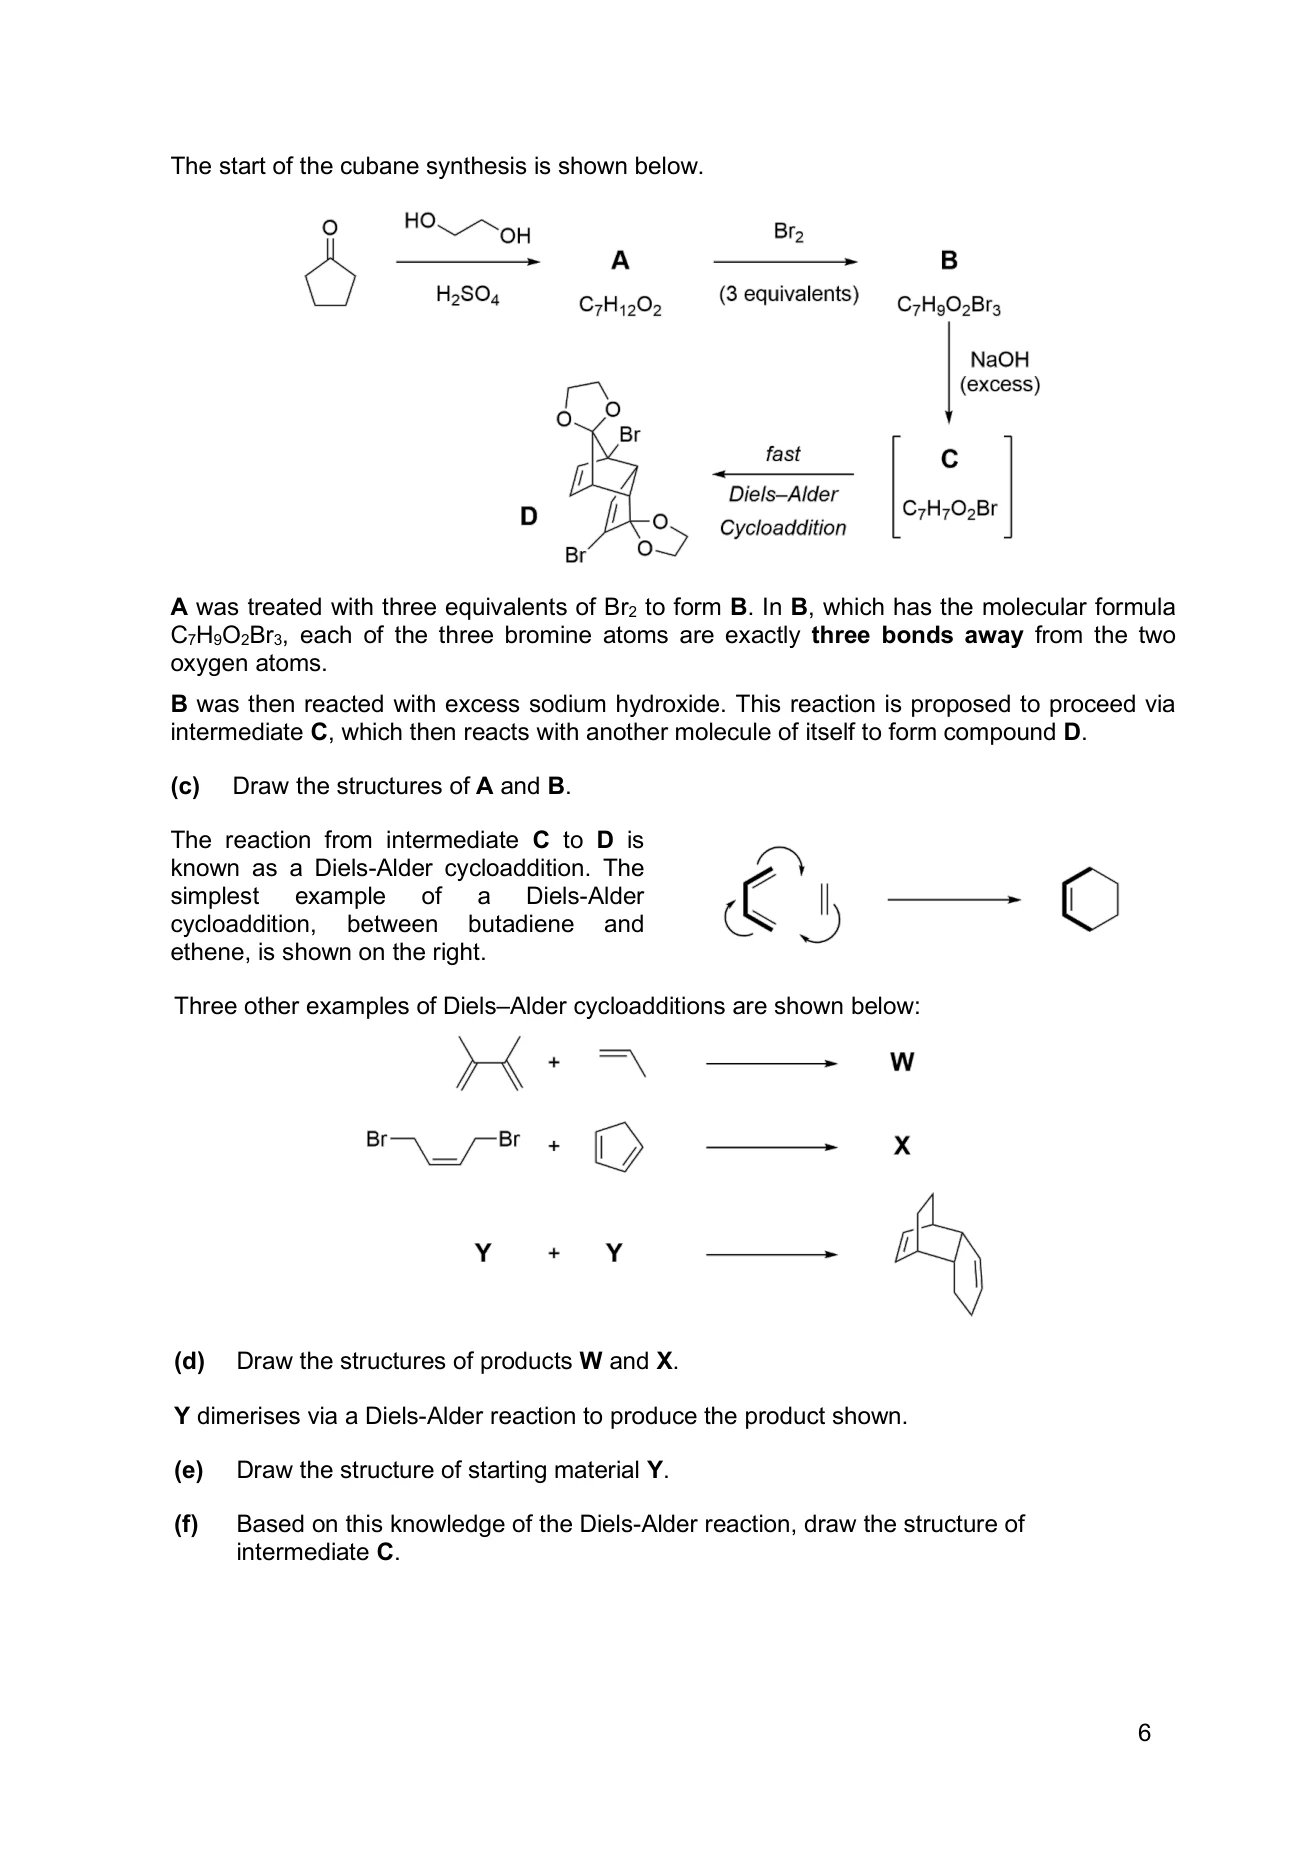 The start of the cubane synthesis is shown below.
O
HO
OH
H2SO4
A
C7H12O2
Br2
(3 equivalents)
B
C7H9O2Br3
NaOH
(excess)
C
C7H7O2Br
fast
Diels–Alder
Cycloaddition
D
O
O
Br
O
O
Br
A was treated with three equivalents of Br2 to form B. In B, which has the molecular formula
C7H9O2Br3, each of the three bromine atoms are exactly three bonds away from the two
oxygen atoms.
B was then reacted with excess sodium hydroxide. This reaction is proposed to proceed via
intermediate C, which then reacts with another molecule of itself to form compound D.
(c) Draw the structures of A and B.
The reaction from intermediate C to D is
known as a Diels-Alder cycloaddition. The
simplest example of a Diels-Alder
cycloaddition, between butadiene and
ethene, is shown on the right.
Three other examples of Diels–Alder cycloadditions are shown below:
+ W
Br Br + X
Y + Y
(d) Draw the structures of products W and X.
Y dimerises via a Diels-Alder reaction to produce the product shown.
(e) Draw the structure of starting material Y.
(f) Based on this knowledge of the Diels-Alder reaction, draw the structure of
intermediate C.
6